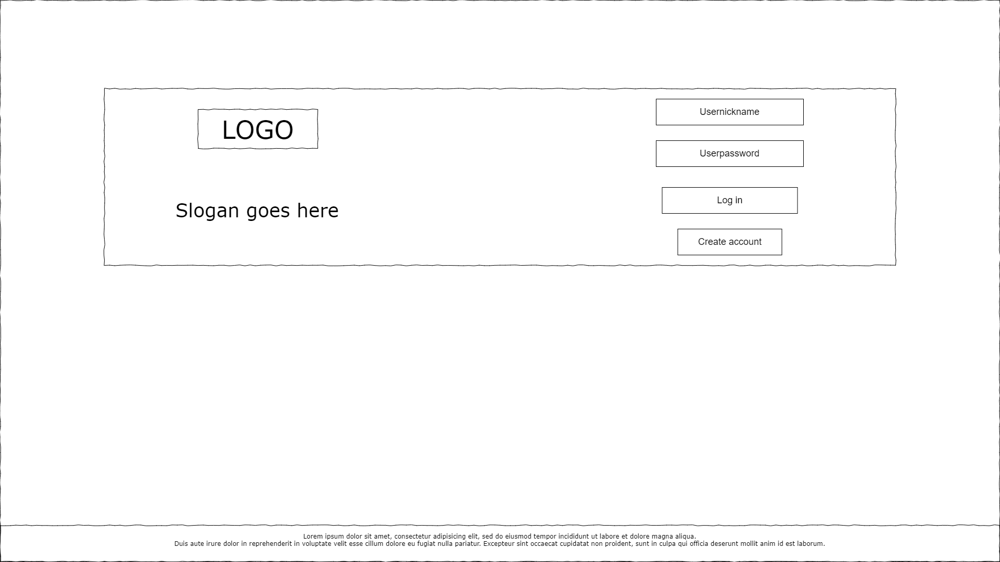 LOGO
Slogan goes here
Usernickname
Userpassword
Log in
Create account
Lorem ipsum dolor sit amet, consectetur adipisicing elit, sed do eiusmod tempor incididunt ut labore et dolore magna aliqua.
Duis aute irure dolor in reprehenderit in voluptate velit esse cillum dolore eu fugiat nulla pariatur. Excepteur sint occaecat cupidatat non proident, sunt in culpa qui officia deserunt mollit anim id est laborum.